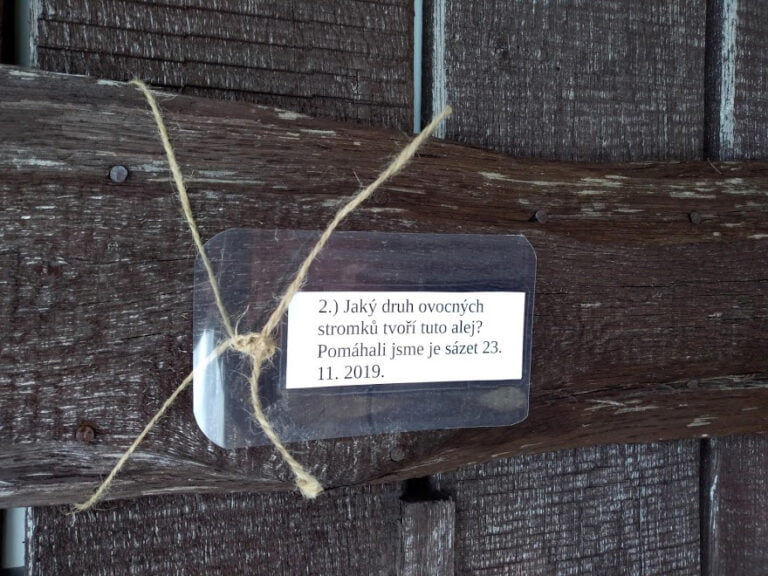 2.) Jaký druh ovocných
stromků tvoří tuto alej?
Pomáhali jsme je sázet 23.
11. 2019.